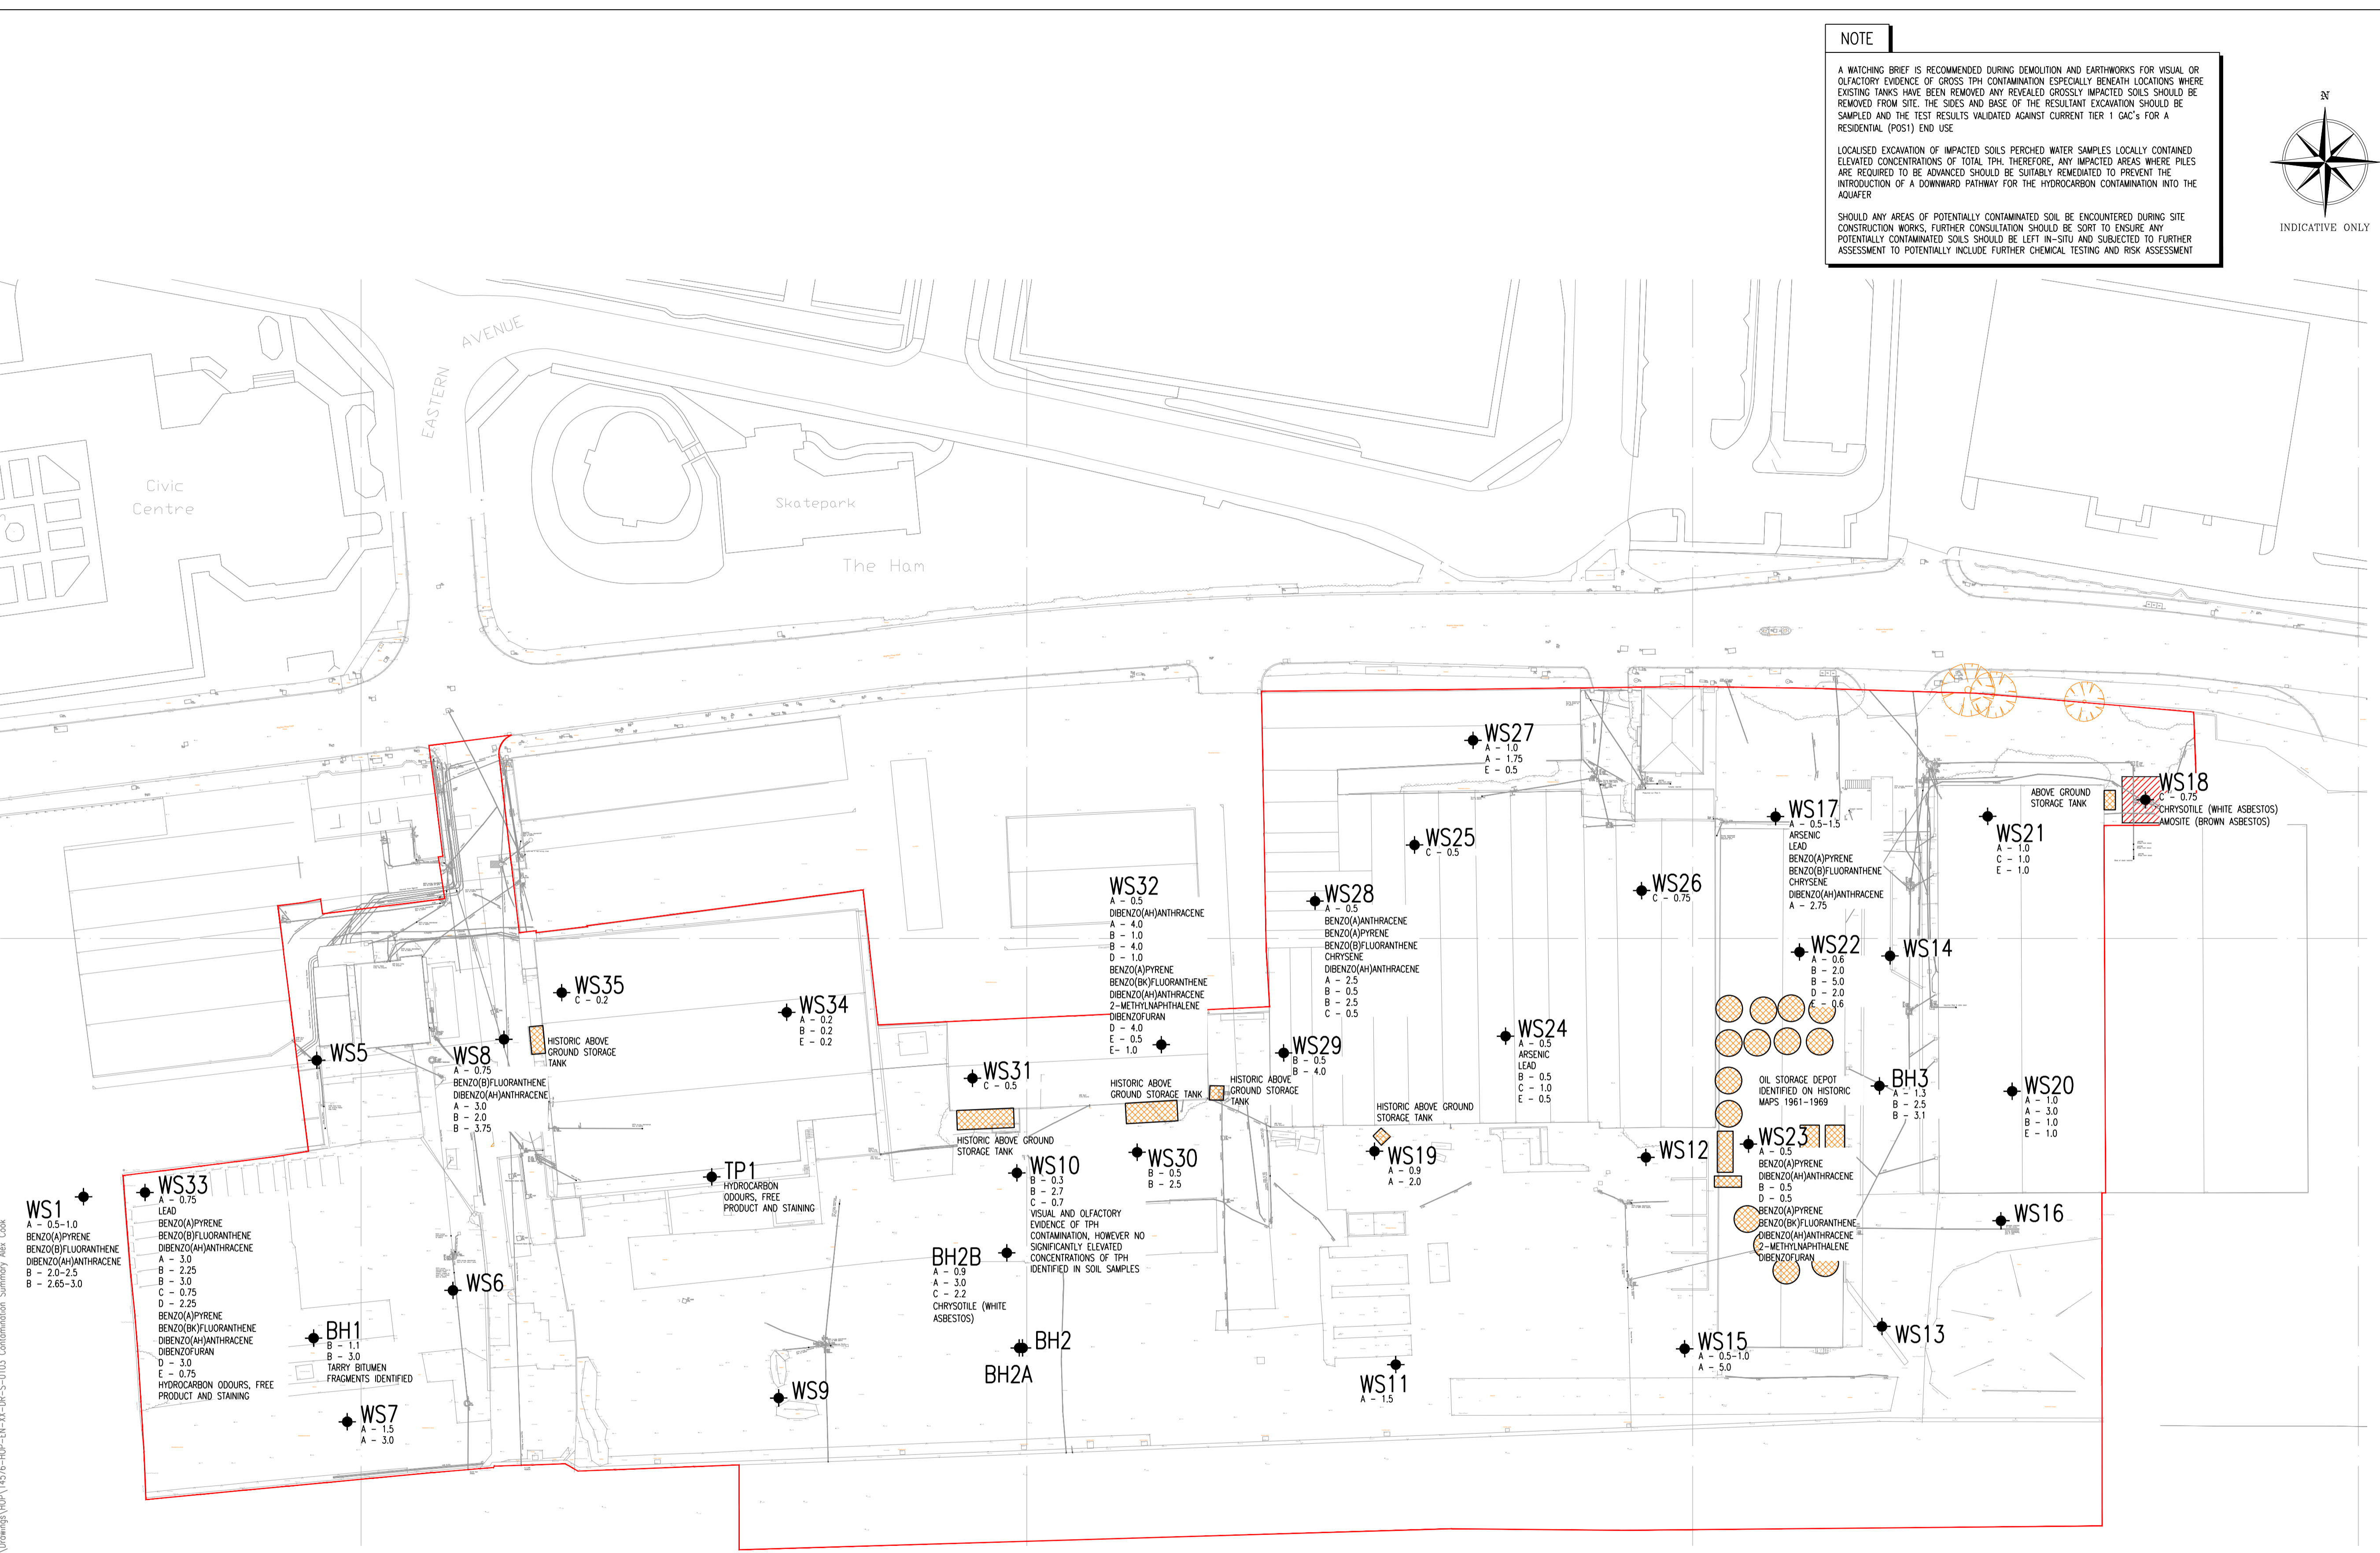 NOTE
A WATCHING BRIEF IS RECOMMENDED DURING DEMOLITION AND EARTHWORKS FOR VISUAL OR
OLFACTORY EVIDENCE OF GROSS TPH CONTAMINATION ESPECIALLY BENEATH LOCATIONS WHERE
EXISTING TANKS HAVE BEEN REMOVED ANY REVEALED GROSSLY IMPACTED SOILS SHOULD BE
REMOVED FROM SITE. THE SIDES AND BASE OF THE RESULTANT EXCAVATION SHOULD BE
SAMPLED AND THE TEST RESULTS VALIDATED AGAINST CURRENT TIER 1 GAC's FOR A
RESIDENTIAL (POS1) END USE
LOCALISED EXCAVATION OF IMPACTED SOILS PERCHED WATER SAMPLES LOCALLY CONTAINED
ELEVATED CONCENTRATIONS OF TOTAL TPH. THEREFORE, ANY IMPACTED AREAS WHERE PILES
ARE REQUIRED TO BE ADVANCED SHOULD BE SUITABLY REMEDIATED TO PREVENT THE
INTRODUCTION OF A DOWNWARD PATHWAY FOR THE HYDROCARBON CONTAMINATION INTO THE
AQUAFER
SHOULD ANY AREAS OF POTENTIALLY CONTAMINATED SOIL BE ENCOUNTERED DURING SITE
CONSTRUCTION WORKS, FURTHER CONSULTATION SHOULD BE SORT TO ENSURE ANY
POTENTIALLY CONTAMINATED SOILS SHOULD BE LEFT IN-SITU AND SUBJECTED TO FURTHER
ASSESSMENT TO POTENTIALLY INCLUDE FURTHER CHEMICAL TESTING AND RISK ASSESSMENT
N
INDICATIVE ONLY
EASTERN
AVENUE
Civic
Centre
Skatepark
The Ham
WS27
A - 1.0
A - 1.75
E - 0.5
WS25
C - 0.5
WS26
C - 0.75
WS17
A - 0.5-1.5
ARSENIC
LEAD
BENZO(A)PYRENE
BENZO(B)FLUORANTHENE
CHRYSENE
DIBENZO(AH)ANTHRACENE
A - 2.75
WS21
A - 1.0
C - 1.0
E - 1.0
ABOVE GROUND
STORAGE TANK
WS18
C - 0.75
CHRYSOTILE (WHITE ASBESTOS)
AMOSITE (BROWN ASBESTOS)
WS32
A - 0.5
DIBENZO(AH)ANTHRACENE
A - 4.0
B - 1.0
B - 4.0
D - 1.0
BENZO(A)PYRENE
BENZO(BK)FLUORANTHENE
DIBENZO(AH)ANTHRACENE
2-METHYLNAPHTHALENE
DIBENZOFURAN
D - 4.0
E - 0.5
E- 1.0
WS28
A - 0.5
BENZO(A)ANTHRACENE
BENZO(A)PYRENE
BENZO(B)FLUORANTHENE
CHRYSENE
DIBENZO(AH)ANTHRACENE
A - 2.5
B - 0.5
B - 2.5
C - 0.5
WS22
A - 0.6
B - 2.0
B - 5.0
D - 2.0
E - 0.6
WS14
WS35
C - 0.2
WS34
A - 0.2
B - 0.2
E - 0.2
HISTORIC ABOVE
GROUND STORAGE
TANK
WS5
WS8
A - 0.75
BENZO(B)FLUORANTHENE
DIBENZO(AH)ANTHRACENE
A - 3.0
B - 2.0
B - 3.75
WS31
C - 0.5
HISTORIC ABOVE GROUND
STORAGE TANK
HISTORIC ABOVE
GROUND STORAGE TANK
HISTORIC ABOVE
GROUND STORAGE
TANK
WS29
B - 0.5
B - 4.0
WS24
A - 0.5
ARSENIC
LEAD
B - 0.5
C - 1.0
E - 0.5
HISTORIC ABOVE GROUND
STORAGE TANK
OIL STORAGE DEPOT
IDENTIFIED ON HISTORIC
MAPS 1961-1969
BH3
A - 1.3
B - 2.5
B - 3.1
WS20
A - 1.0
A - 3.0
B - 1.0
E - 1.0
WS1
A - 0.5-1.0
BENZO(A)PYRENE
BENZO(B)FLUORANTHENE
DIBENZO(AH)ANTHRACENE
B - 2.0-2.5
B - 2.65-3.0
WS33
A - 0.75
LEAD
BENZO(A)PYRENE
BENZO(B)FLUORANTHENE
DIBENZO(AH)ANTHRACENE
A - 3.0
B - 2.25
B - 3.0
C - 0.75
D - 2.25
BENZO(A)PYRENE
BENZO(BK)FLUORANTHENE
DIBENZO(AH)ANTHRACENE
DIBENZOFURAN
D - 3.0
E - 0.75
HYDROCARBON ODOURS, FREE
PRODUCT AND STAINING
TP1
HYDROCARBON
ODOURS, FREE
PRODUCT AND STAINING
WS10
B - 0.3
B - 2.7
C - 0.7
VISUAL AND OLFACTORY
EVIDENCE OF TPH
CONTAMINATION, HOWEVER NO
SIGNIFICANTLY ELEVATED
CONCENTRATIONS OF TPH
IDENTIFIED IN SOIL SAMPLES
WS30
B - 0.5
B - 2.5
WS19
A - 0.9
A - 2.0
WS12
WS23
A - 0.5
BENZO(A)PYRENE
DIBENZO(AH)ANTHRACENE
B - 0.5
D - 0.5
BENZO(A)PYRENE
BENZO(BK)FLUORANTHENE
DIBENZO(AH)ANTHRACENE
2-METHYLNAPHTHALENE
DIBENZOFURAN
WS16
BH2B
A - 0.9
A - 3.0
C - 2.2
CHRYSOTILE (WHITE
ASBESTOS)
WS6
BH1
B - 1.1
B - 3.0
TARRY BITUMEN
FRAGMENTS IDENTIFIED
WS7
A - 1.5
A - 3.0
WS9
BH2
BH2A
WS11
A - 1.5
WS15
A - 0.5-1.0
A - 5.0
WS13
\Drawings\HOP\14576-HOP-EN-XX-DR-S-0103 Contamination Summary Alex Cook